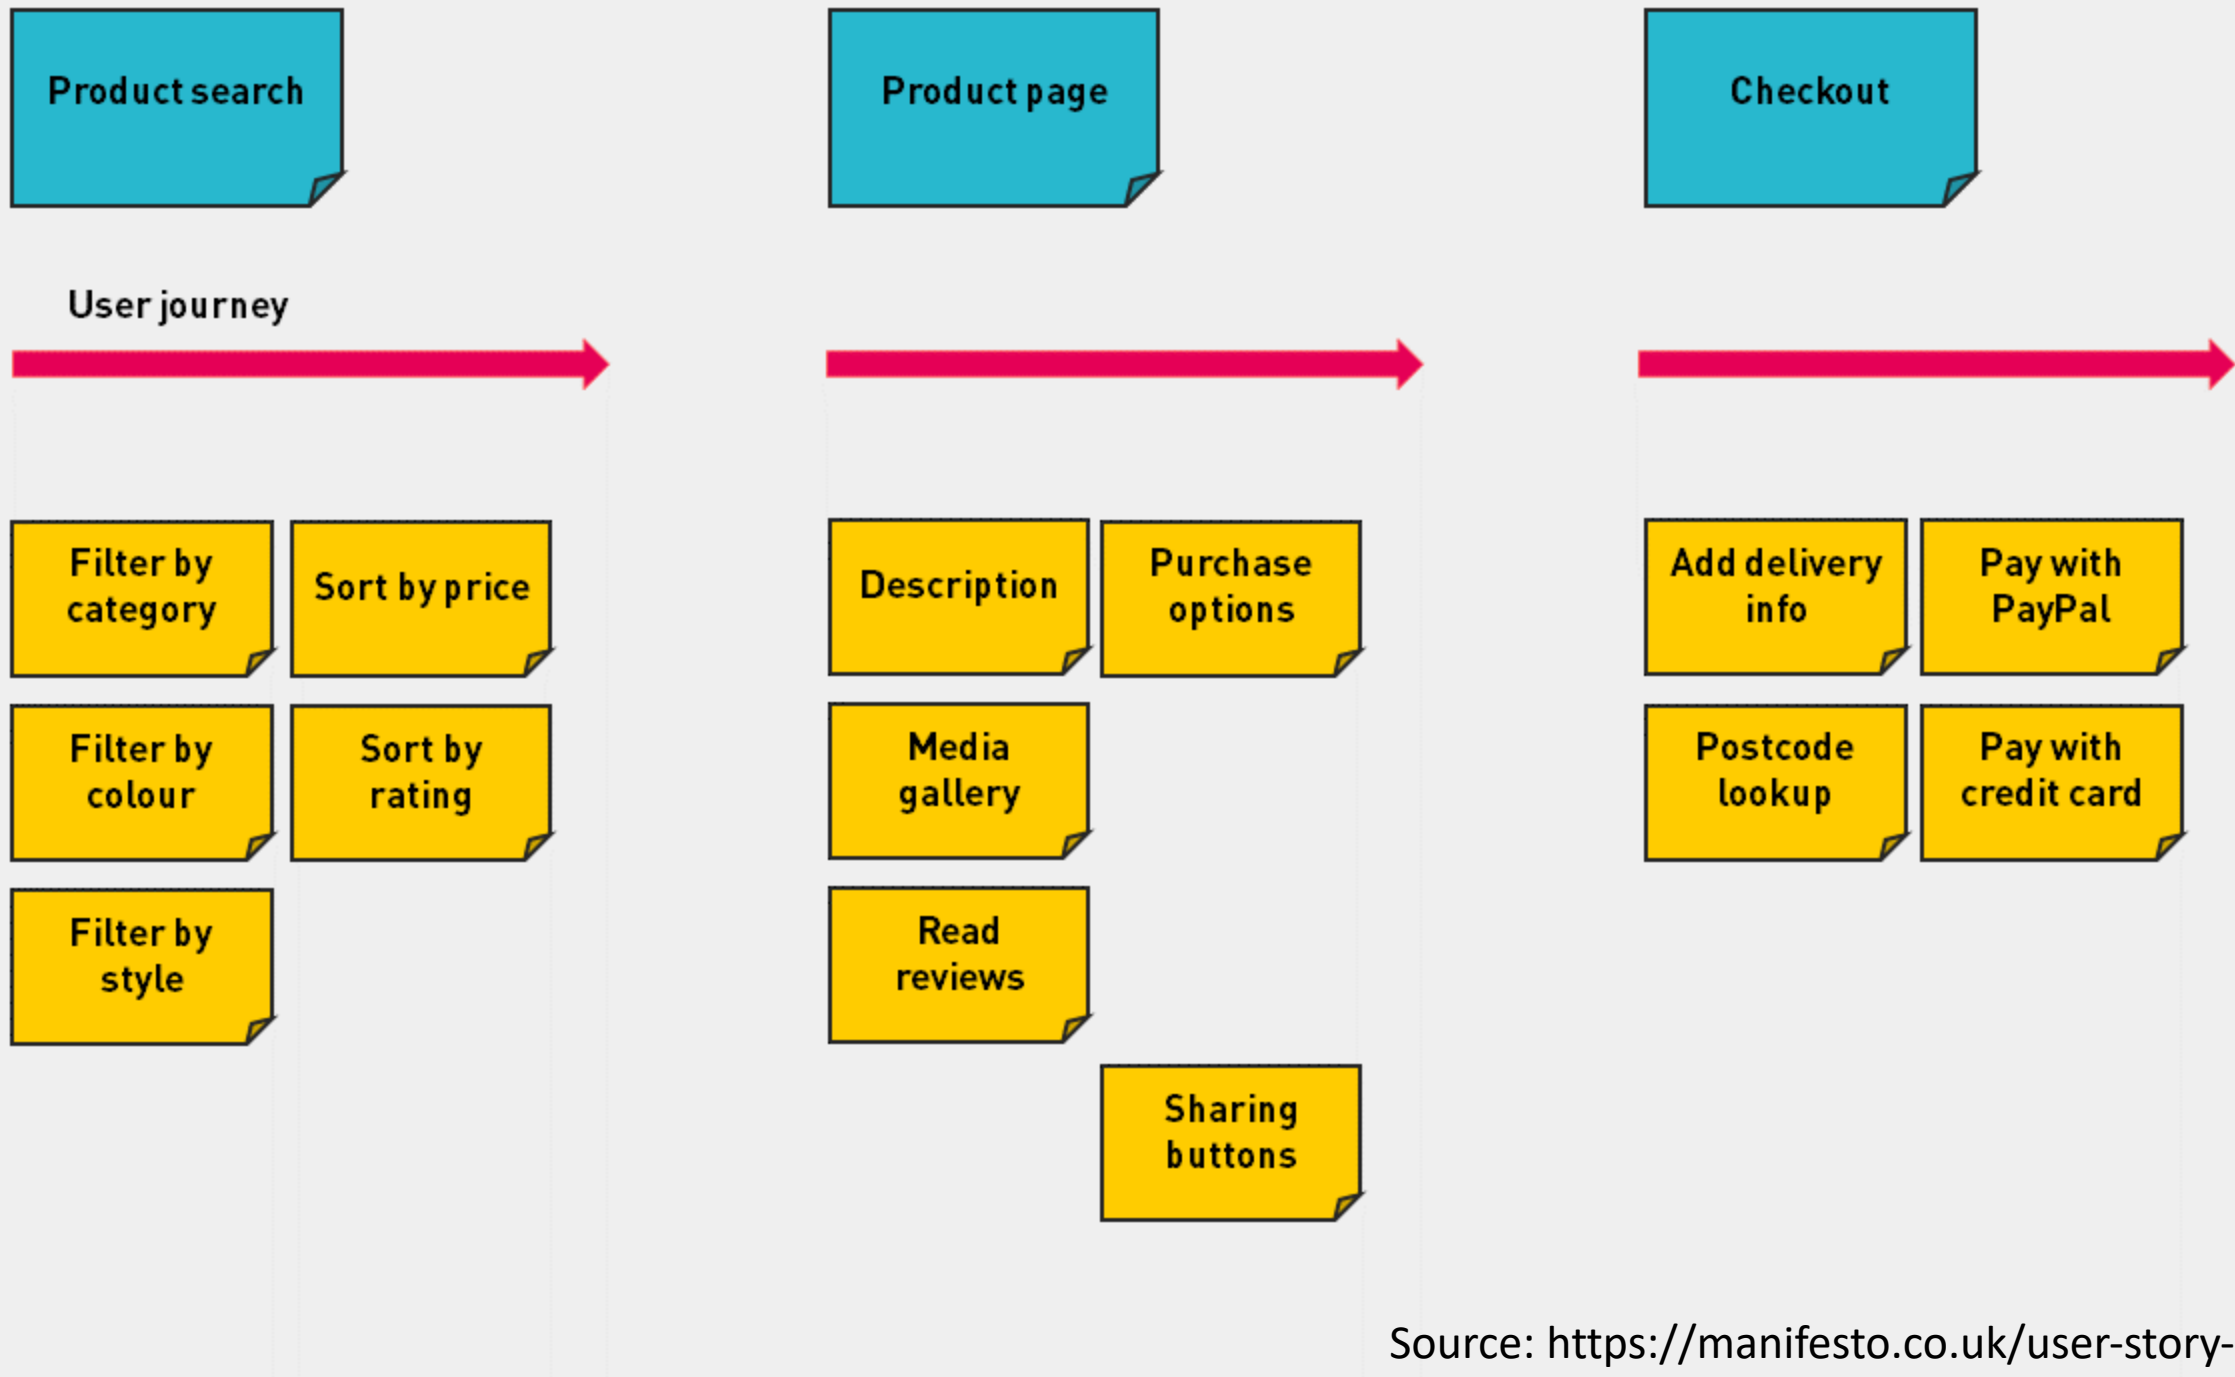 Product search
Product page
Checkout
User journey
Filter by
category
Sort by price
Description
Purchase
options
Add delivery
info
Pay with
PayPal
Filter by
colour
Sort by
rating
Media
gallery
Postcode
lookup
Pay with
credit card
Filter by
style
Read
reviews
Sharing
buttons
Source: https://manifesto.co.uk/user-story-